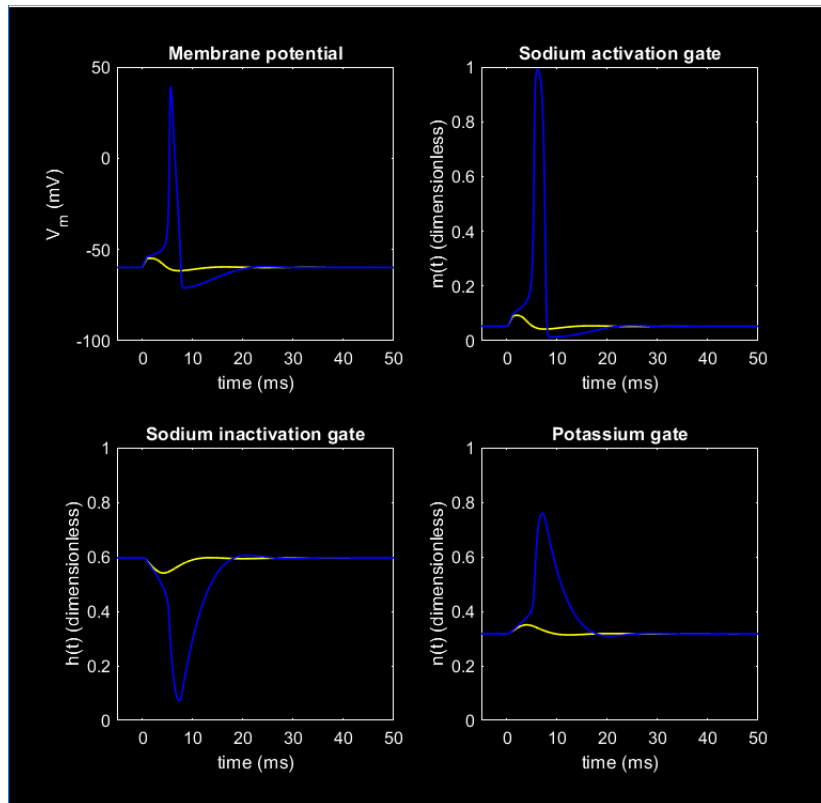 Membrane potential
50
0
-50
-100
V_m (mV)
0 10 20 30 40 50
time (ms)
Sodium activation gate
1
0.8
0.6
0.4
0.2
0
m(t) (dimensionless)
0 10 20 30 40 50
time (ms)
Sodium inactivation gate
1
0.8
0.6
0.4
0.2
0
h(t) (dimensionless)
0 10 20 30 40 50
time (ms)
Potassium gate
1
0.8
0.6
0.4
0.2
0
n(t) (dimensionless)
0 10 20 30 40 50
time (ms)